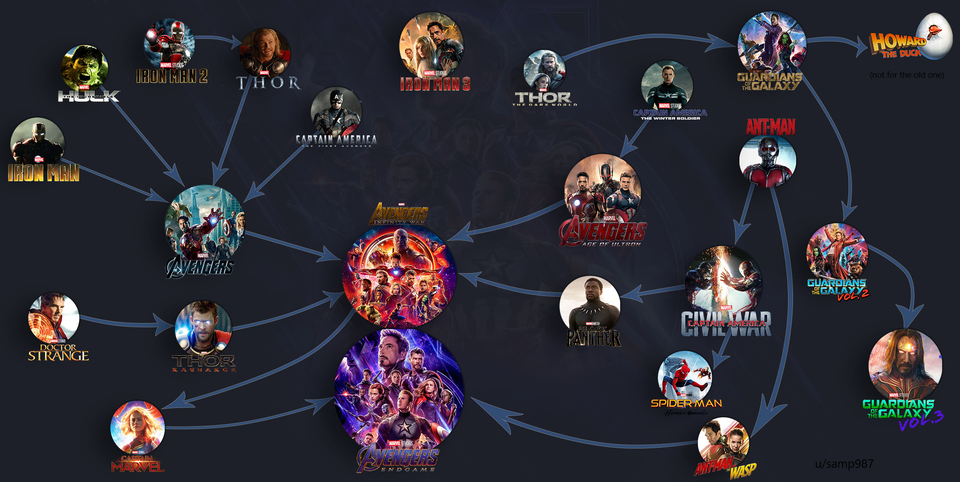 HULK
IRON MAN 2
THOR
IRON MAN 3
THOR
THE DARK WORLD
CAPTAIN AMERICA
THE WINTER SOLDIER
GUARDIANS
OF THE GALAXY
HOWARD
THE DUCK
(not for the old one)
IRON MAN
CAPTAIN AMERICA
THE FIRST AVENGER
ANT-MAN
AVENGERS
AVENGERS
INFINITY WAR
AVENGERS
AGE OF ULTRON
GUARDIANS
OF THE GALAXY
VOL.2
DOCTOR
STRANGE
THOR
RAGNAROK
PANTHER
CAPTAIN AMERICA
CIVIL WAR
SPIDER-MAN
GUARDIANS
OF THE GALAXY
VOL.3
CAPTAIN
MARVEL
AVENGERS
ENDGAME
ANT-MAN
WASP
u/samp987